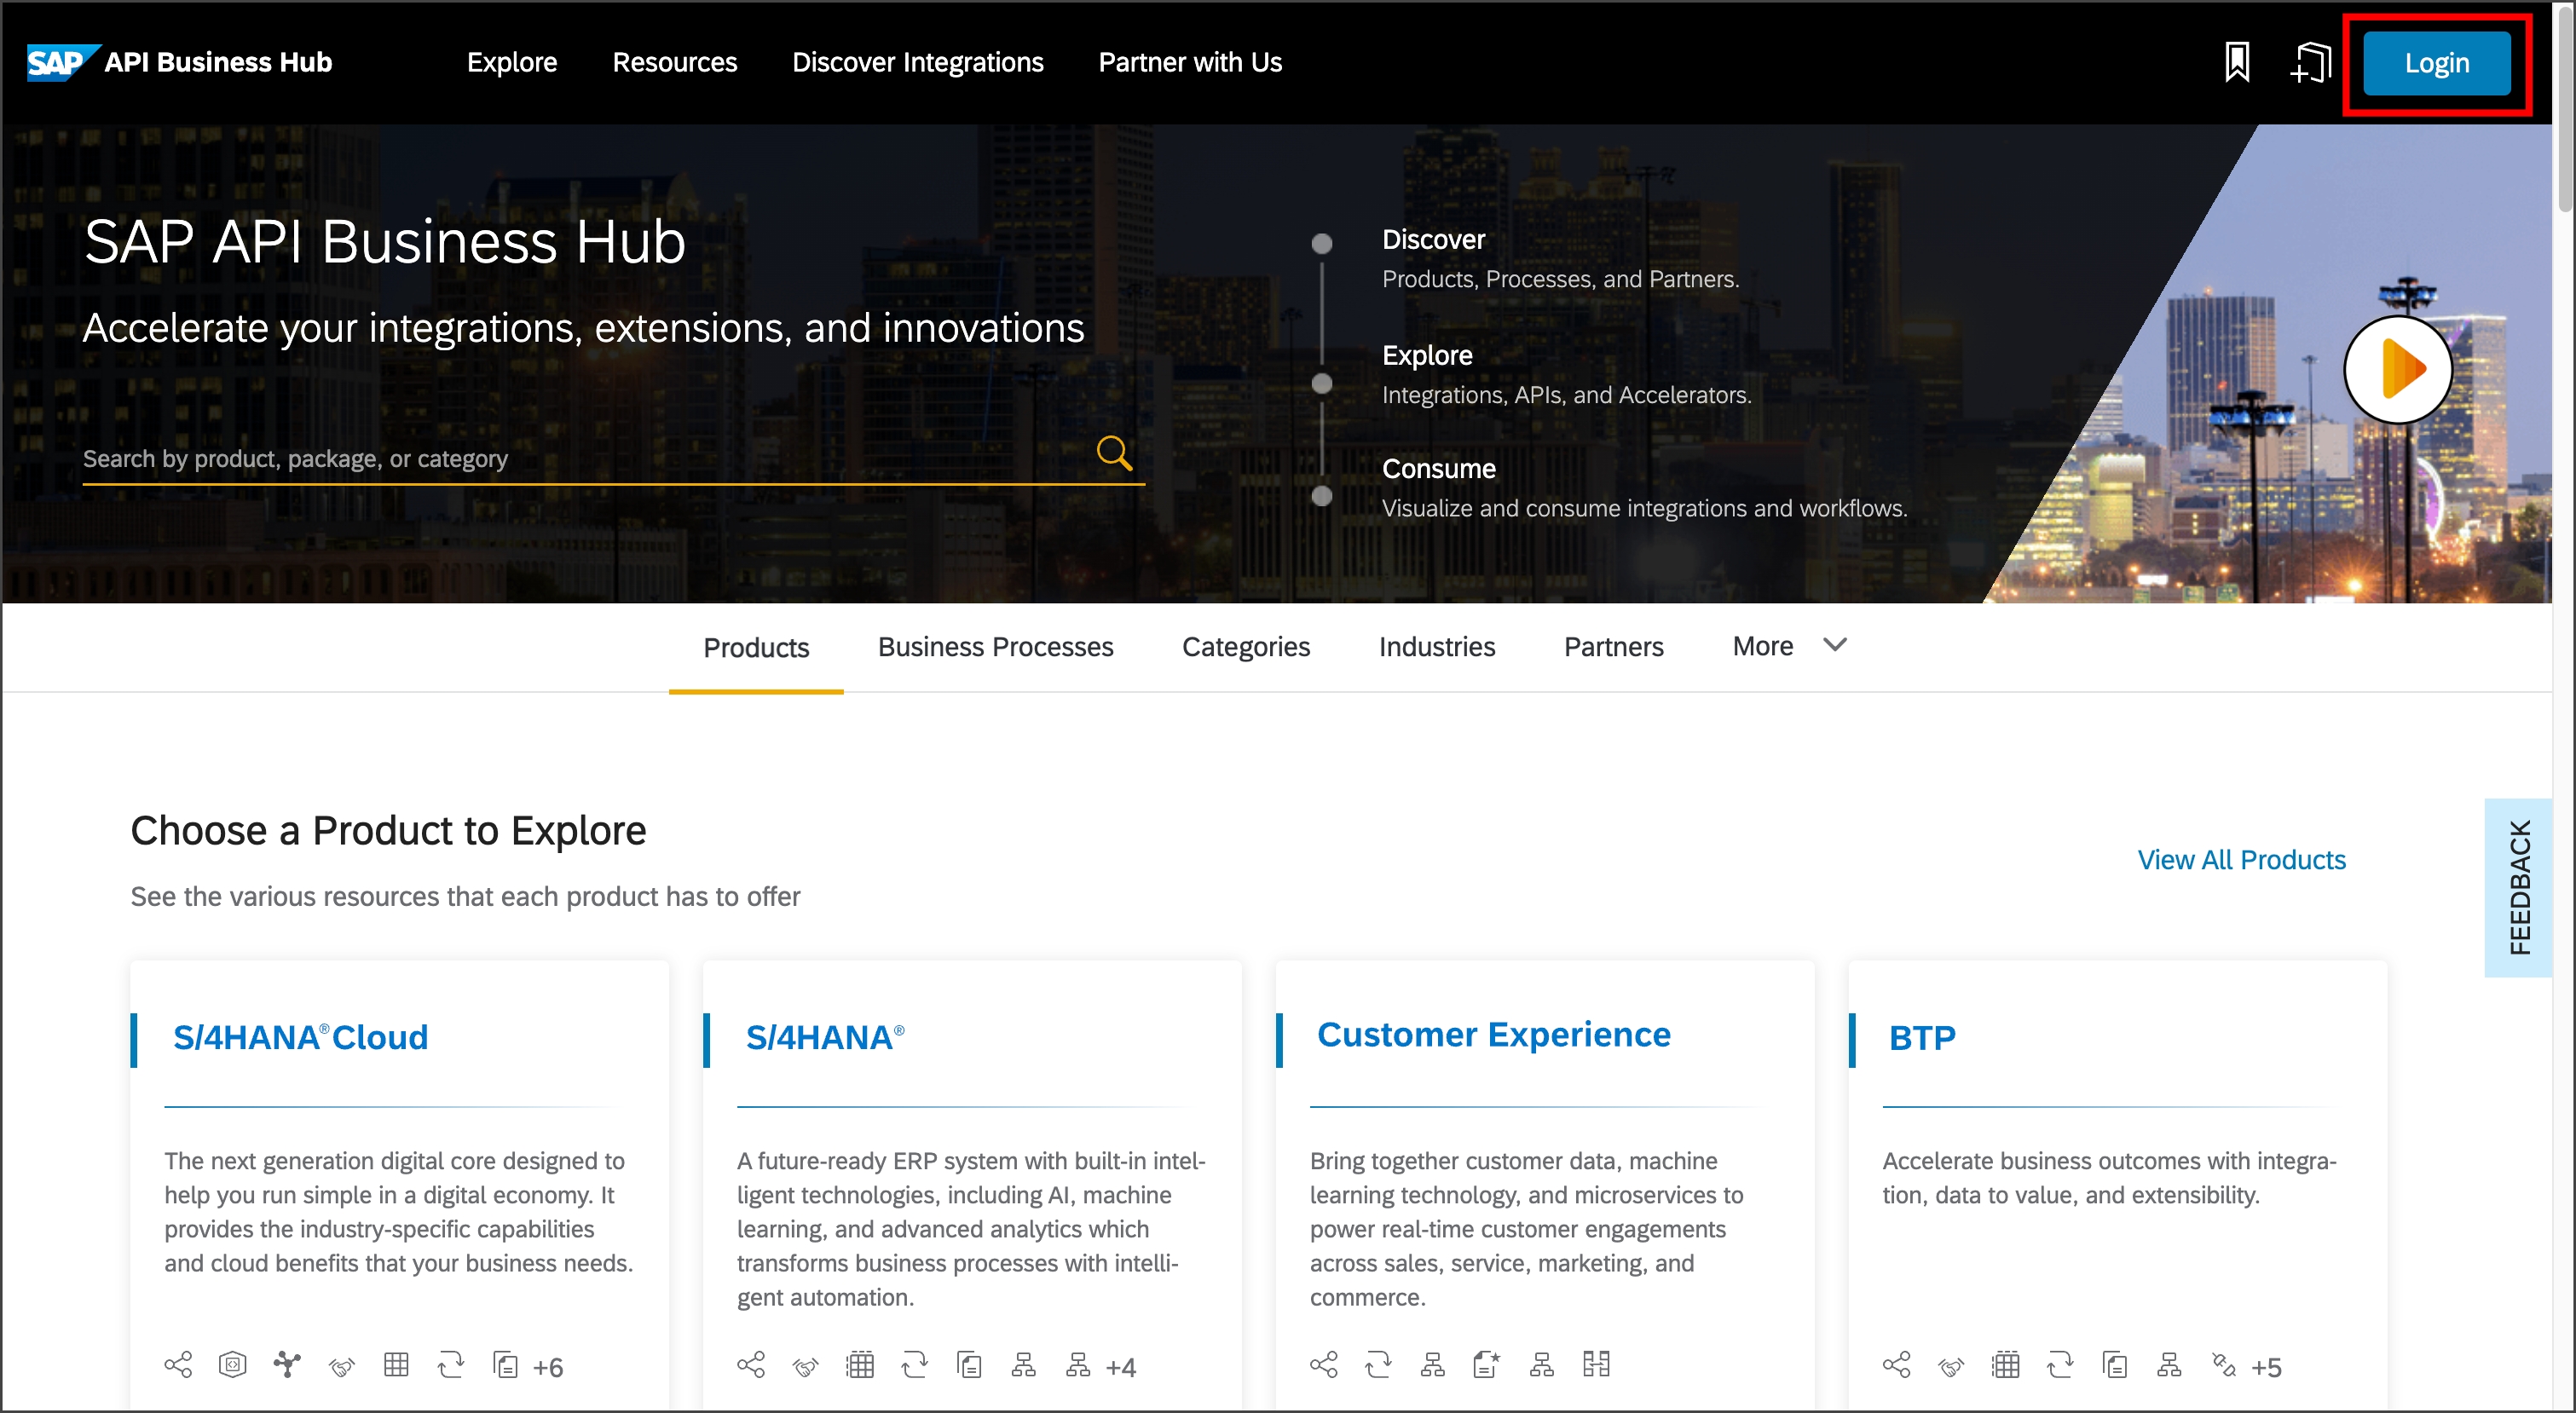 SAP API Business Hub
Explore
Resources
Discover Integrations
Partner with Us
Login
SAP API Business Hub
Accelerate your integrations, extensions, and innovations
Search by product, package, or category
Discover
Products, Processes, and Partners.
Explore
Integrations, APIs, and Accelerators.
Consume
Visualize and consume integrations and workflows.
Products
Business Processes
Categories
Industries
Partners
More
Choose a Product to Explore
See the various resources that each product has to offer
View All Products
FEEDBACK
S/4HANA® Cloud
The next generation digital core designed to
help you run simple in a digital economy. It
provides the industry-specific capabilities
and cloud benefits that your business needs.
+6
S/4HANA®
A future-ready ERP system with built-in intel-
ligent technologies, including AI, machine
learning, and advanced analytics which
transforms business processes with intelli-
gent automation.
+4
Customer Experience
Bring together customer data, machine
learning technology, and microservices to
power real-time customer engagements
across sales, service, marketing, and
commerce.
BTP
Accelerate business outcomes with integra-
tion, data to value, and extensibility.
+5